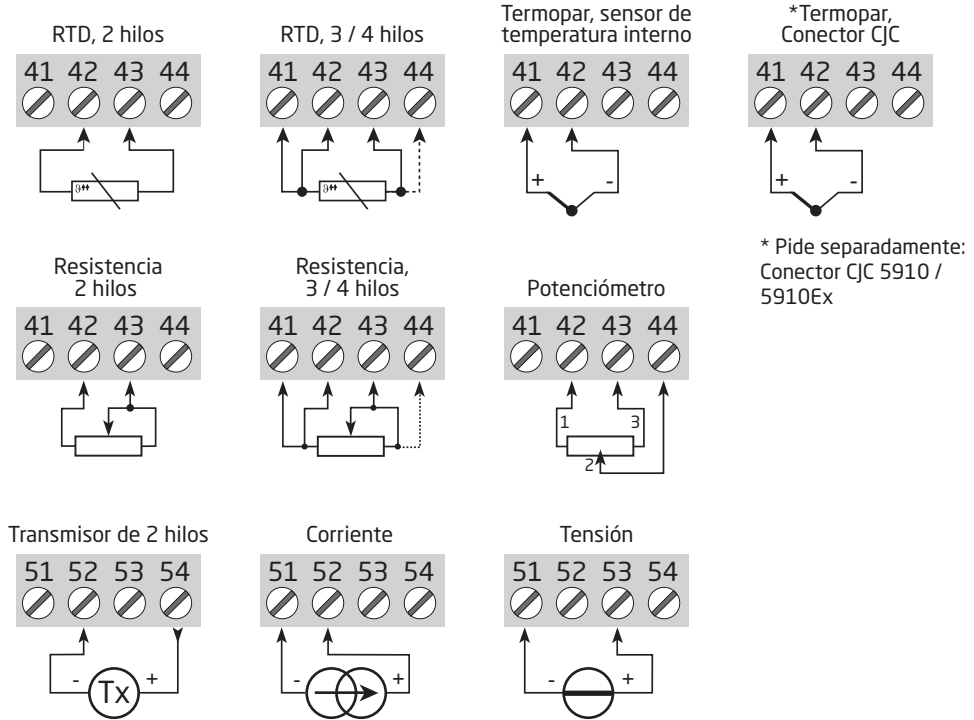 RTD, 2 hilos
41 42 43 44
RTD, 3 / 4 hilos
41 42 43 44
Termopar, sensor de
temperatura interno
41 42 43 44
+ -
*Termopar,
Conector CJC
41 42 43 44
+ -
* Pide separadamente:
Conector CJC 5910 /
5910Ex
Resistencia
2 hilos
41 42 43 44
Resistencia,
3 / 4 hilos
41 42 43 44
Potenciómetro
41 42 43 44
1 3
2
Transmisor de 2 hilos
51 52 53 54
- Tx +
Corriente
51 52 53 54
- +
Tensión
51 52 53 54
- +